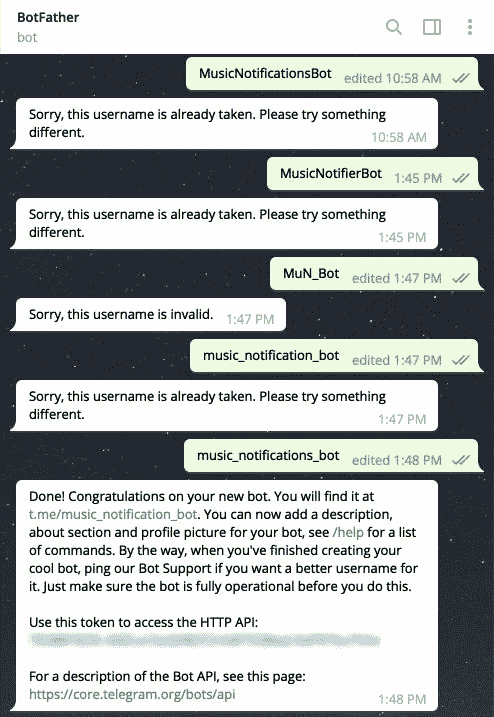 BotFather
bot
MusicNotificationsBot edited 10:58 AM
Sorry, this username is already taken. Please try something
different.
10:58 AM
MusicNotifierBot 1:45 PM
Sorry, this username is already taken. Please try something
different.
1:45 PM
MuN_Bot edited 1:47 PM
Sorry, this username is invalid. 1:47 PM
music_notification_bot edited 1:47 PM
Sorry, this username is already taken. Please try something
different.
1:47 PM
music_notifications_bot edited 1:48 PM
Done! Congratulations on your new bot. You will find it at
t.me/music_notification_bot. You can now add a description,
about section and profile picture for your bot, see /help for a list
of commands. By the way, when you've finished creating your
cool bot, ping our Bot Support if you want a better username for
it. Just make sure the bot is fully operational before you do this.
Use this token to access the HTTP API:
For a description of the Bot API, see this page:
https://core.telegram.org/bots/api
1:48 PM